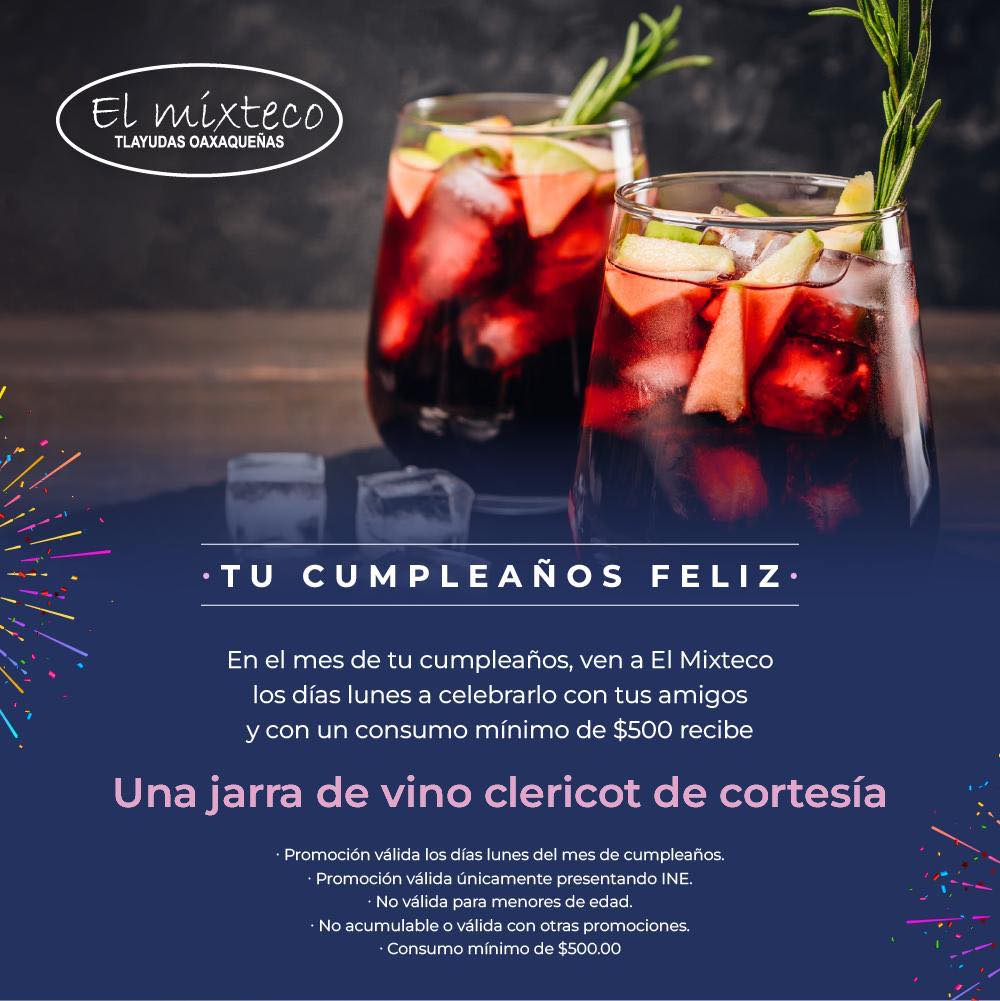 El mixteco
TLAYUDAS OAXAQUEÑAS
· TU CUMPLEAÑOS FELIZ ·
En el mes de tu cumpleaños, ven a El Mixteco
los días lunes a celebrarlo con tus amigos
y con un consumo mínimo de $500 recibe
Una jarra de vino clericot de cortesía
· Promoción válida los días lunes del mes de cumpleaños.
· Promoción válida únicamente presentando INE.
· No válida para menores de edad.
· No acumulable o válida con otras promociones.
· Consumo mínimo de $500.00